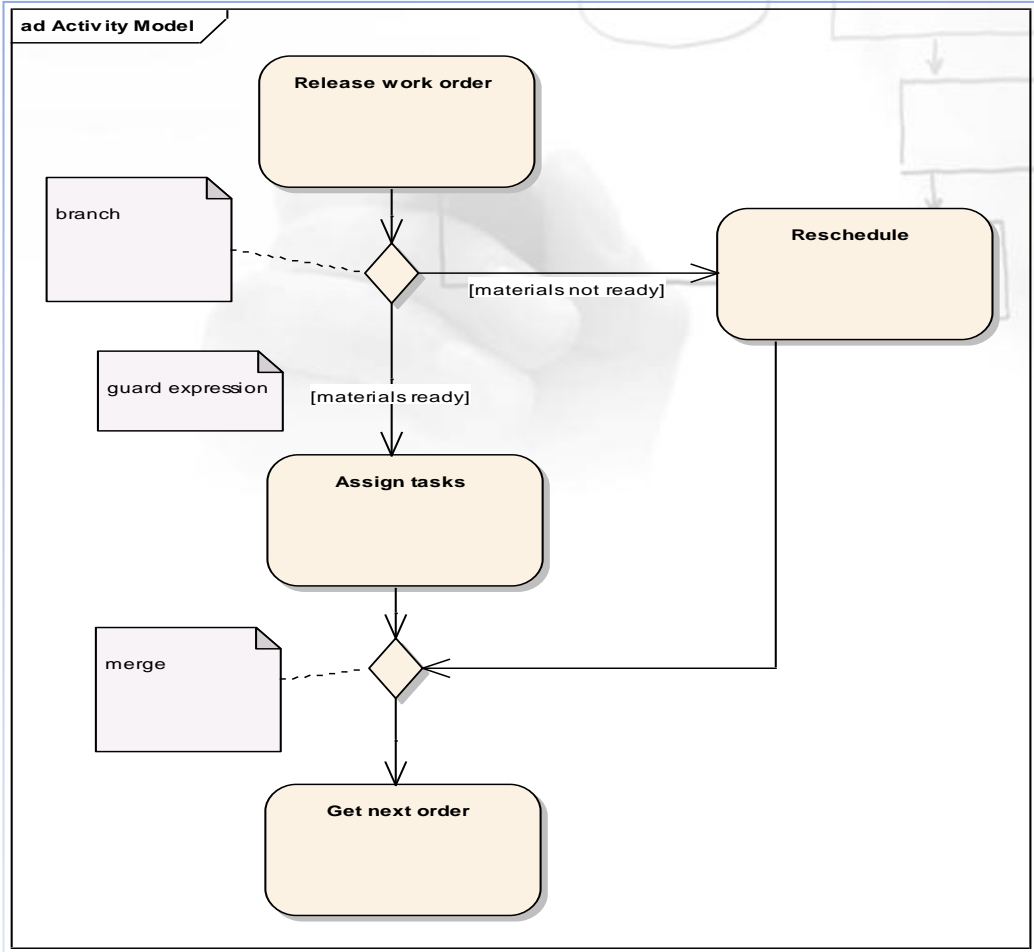 ad Activity Model
Release work order
branch
Reschedule
[materials not ready]
guard expression
[materials ready]
Assign tasks
merge
Get next order